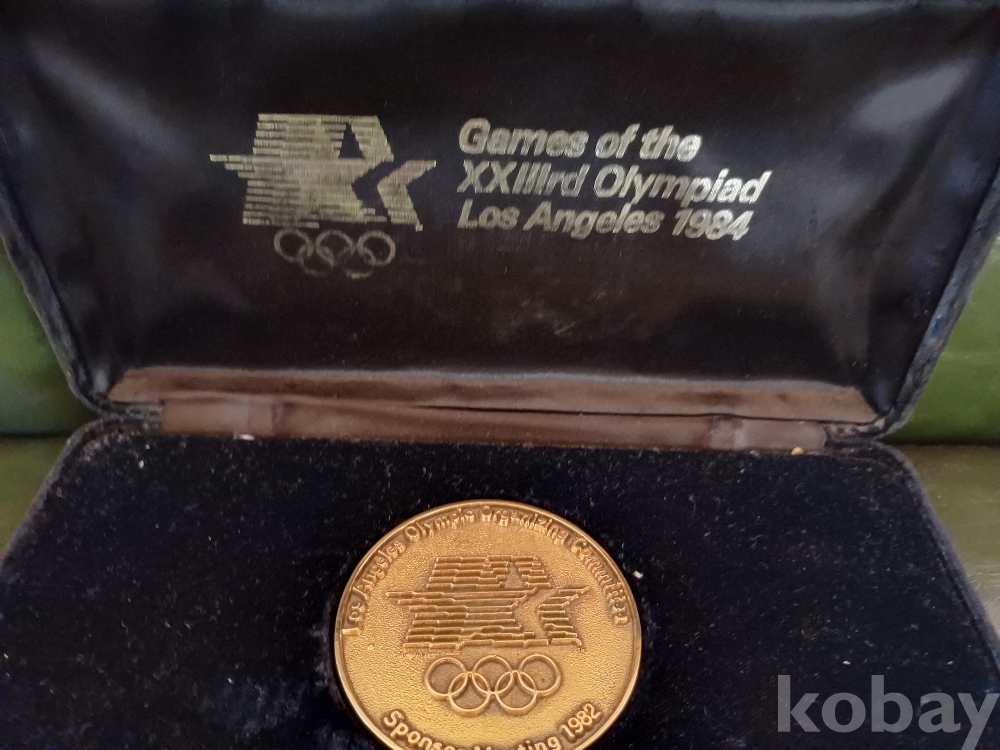 Games of the
XXIIIrd Olympiad
Los Angeles 1984
Los Angeles Olympic Organizing Committee
Sponsor Meeting 1982
kobay